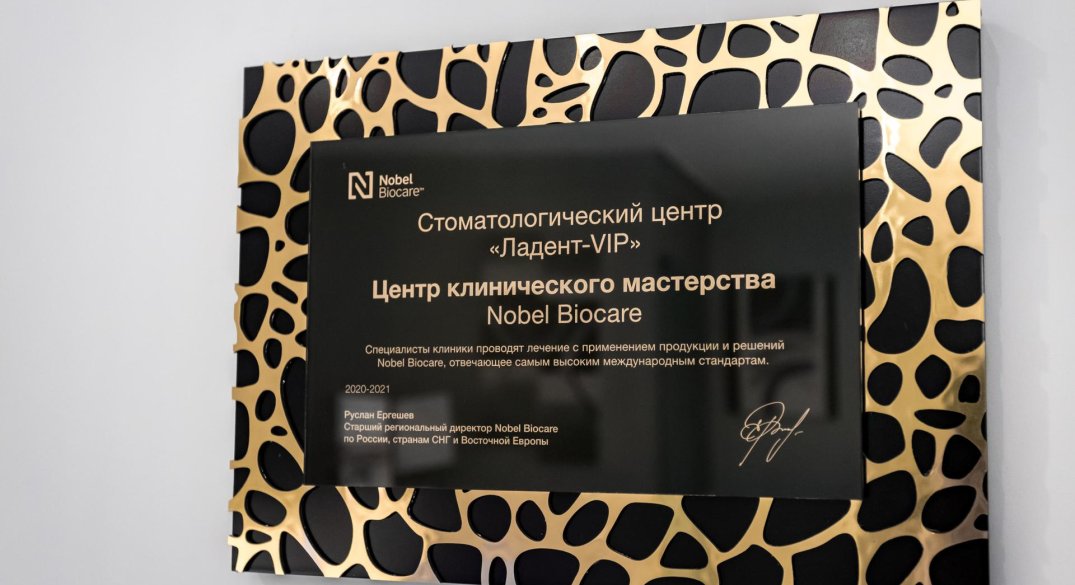 Nobel
Biocare™
Стоматологический центр
«Ладент-VIP»
Центр клинического мастерства
Nobel Biocare
Специалисты клиники проводят лечение с применением продукции и решений
Nobel Biocare, отвечающее самым высоким международным стандартам.
2020-2021
Руслан Ергешев
Старший региональный директор Nobel Biocare
по России, странам СНГ и Восточной Европы